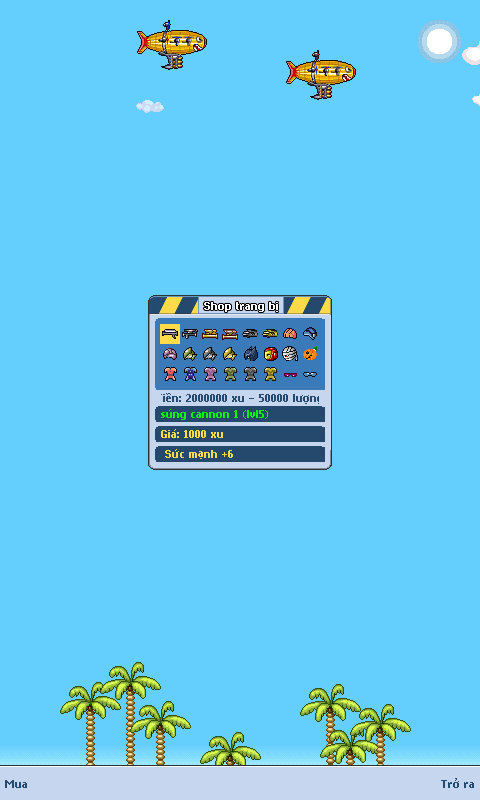 Shop trang bị
iền: 2000000 xu - 50000 lượng
súng cannon 1 (lvl5)
Giá: 1000 xu
Sức mạnh +6
Mua
Trở ra